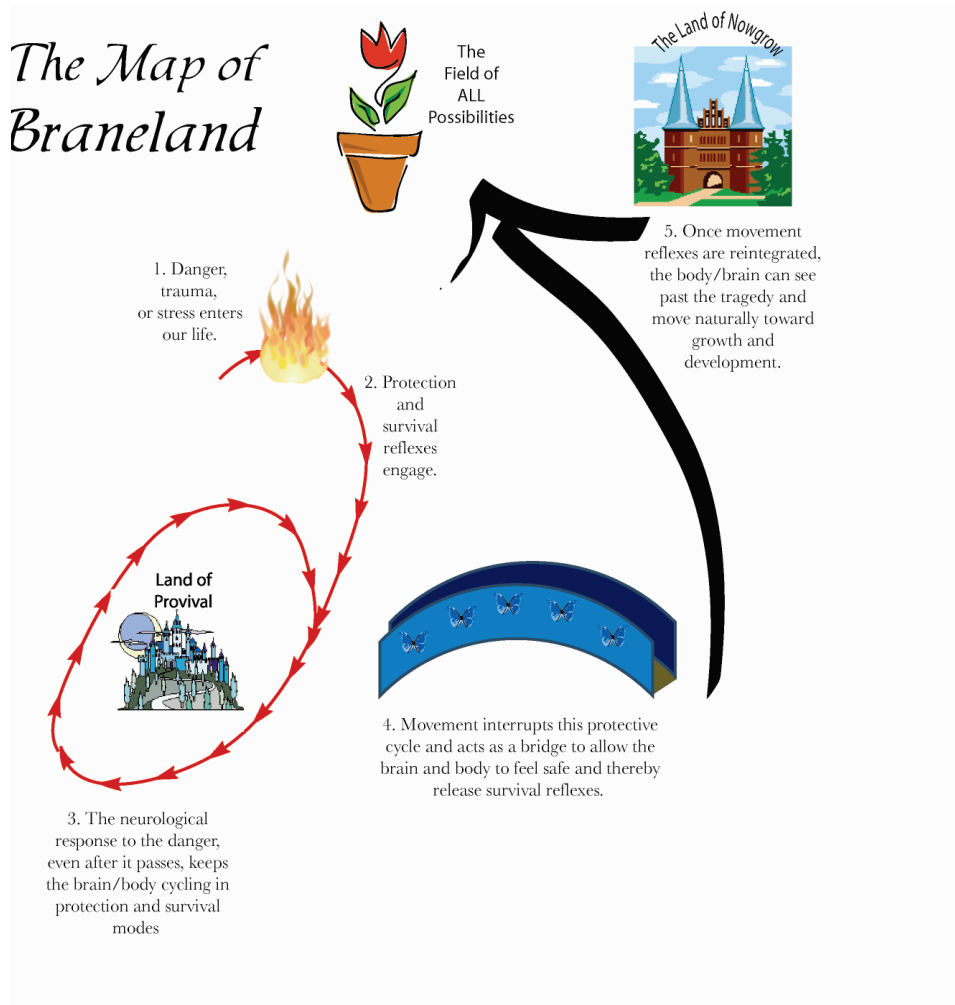 The Map of
Braneland
The
Field of
ALL
Possibilities
The Land of Nowgrow
1. Danger,
trauma,
or stress enters
our life.
2. Protection
and
survival
reflexes
engage.
5. Once movement
reflexes are reintegrated,
the body/brain can see
past the tragedy and
move naturally toward
growth and
development.
Land of
Provival
4. Movement interrupts this protective
cycle and acts as a bridge to allow the
brain and body to feel safe and thereby
release survival reflexes.
3. The neurological
response to the danger,
even after it passes, keeps
the brain/body cycling in
protection and survival
modes